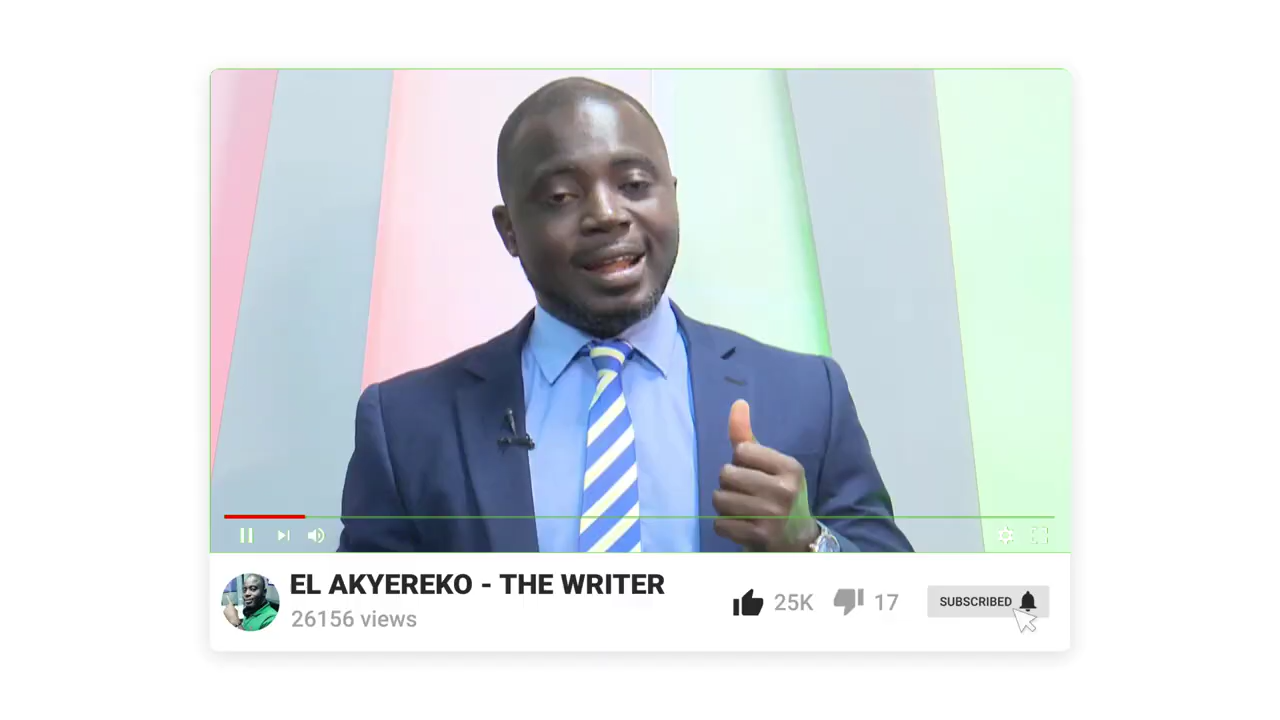 EL AKYEREKO - THE WRITER
26156 views
25K
17
SUBSCRIBED